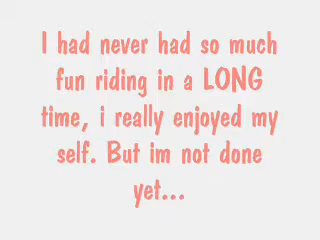 I had never had so much
fun riding in a LONG
time, i really enjoyed my
self. But im not done
yet...